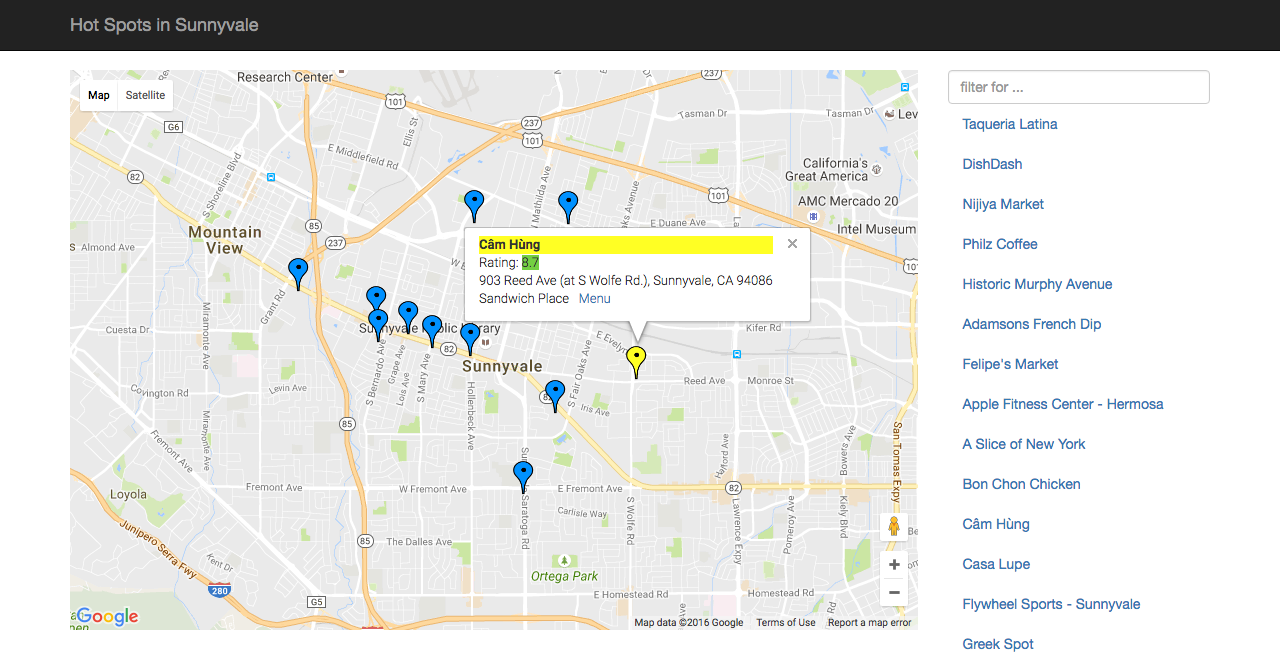 Hot Spots in Sunnyvale
Map
Satellite
Research Center
237
101
G6
82
85
E Middlefield Rd
Ellis St
S Shoreline Blvd
237
101
Tasman Dr
Tasman Dr
Lev
California's
Great America
AMC Mercado 20
Intel Museum
101
101
N Mathilda Ave
E Duane Ave
Mountain
View
237
S
Almond Ave
Grant Rd
Miramonte Ave
Cuesta Dr
Câm Hùng
Rating: 8.7
903 Reed Ave (at S Wolfe Rd.), Sunnyvale, CA 94086
Sandwich Place Menu
Sunnyvale Public Library
82
Sunnyvale
Kifer Rd
Reed Ave
Monroe St
S Fair Oaks Ave
Iris Ave
S Bernardo Ave
Grape Ave
Lois Ave
S Mary Ave
Hollenbeck Ave
Levin Ave
Covington Rd
Miramonte Ave
85
Fremont Ave
Fremont Ave
W Fremont Ave
E Fremont Ave
82
Carlisle Way
S Wolfe Rd
Bowers Ave
San Tomas Expy
Lawrence Expy
Pomeroy Ave
Kiely Blvd
Loyola
Junipero Serra Fwy
Kent Dr
280
G5
85
The Dalles Ave
Ortega Park
E Homestead Rd
Homestead Rd
Google
Map data ©2016 Google
Terms of Use
Report a map error
filter for ...
Taqueria Latina
DishDash
Nijiya Market
Philz Coffee
Historic Murphy Avenue
Adamsons French Dip
Felipe's Market
Apple Fitness Center - Hermosa
A Slice of New York
Bon Chon Chicken
Câm Hùng
Casa Lupe
Flywheel Sports - Sunnyvale
Greek Spot